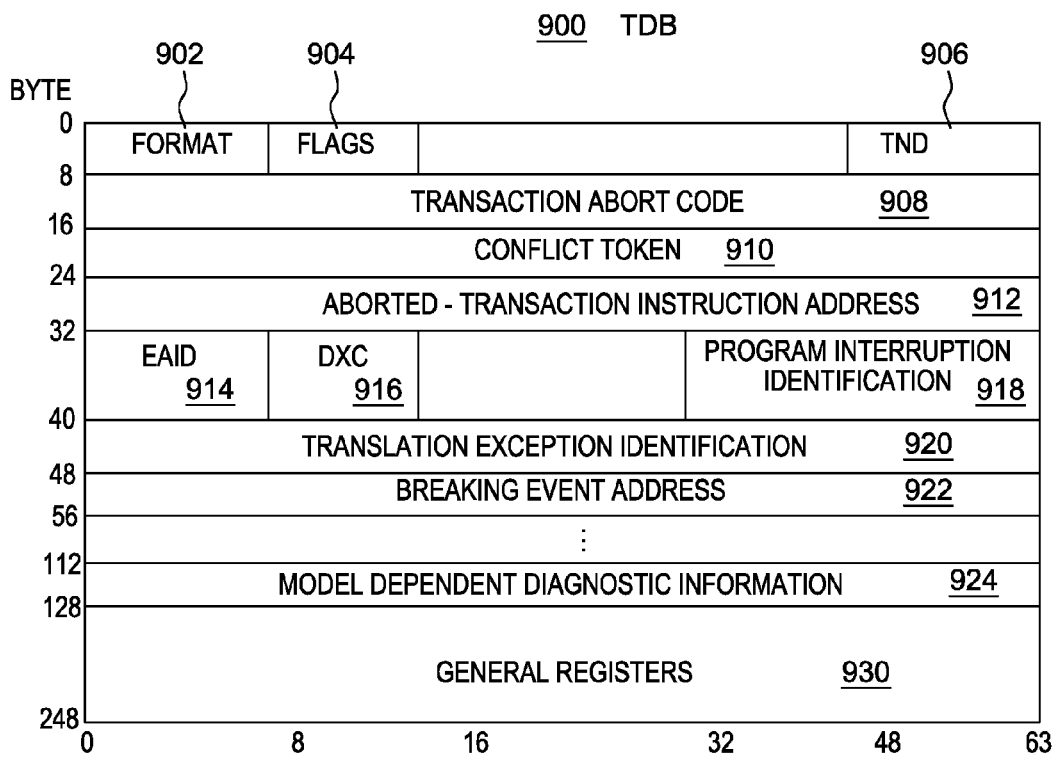 900 TDB
902 904 906
BYTE
0
FORMAT FLAGS TND
8
TRANSACTION ABORT CODE 908
16
CONFLICT TOKEN 910
24
ABORTED - TRANSACTION INSTRUCTION ADDRESS 912
32
EAID 914
DXC 916
PROGRAM INTERRUPTION
IDENTIFICATION 918
40
TRANSLATION EXCEPTION IDENTIFICATION 920
48
BREAKING EVENT ADDRESS 922
56
⋮
112
MODEL DEPENDENT DIAGNOSTIC INFORMATION 924
128
GENERAL REGISTERS 930
248
0 8 16 32 48 63